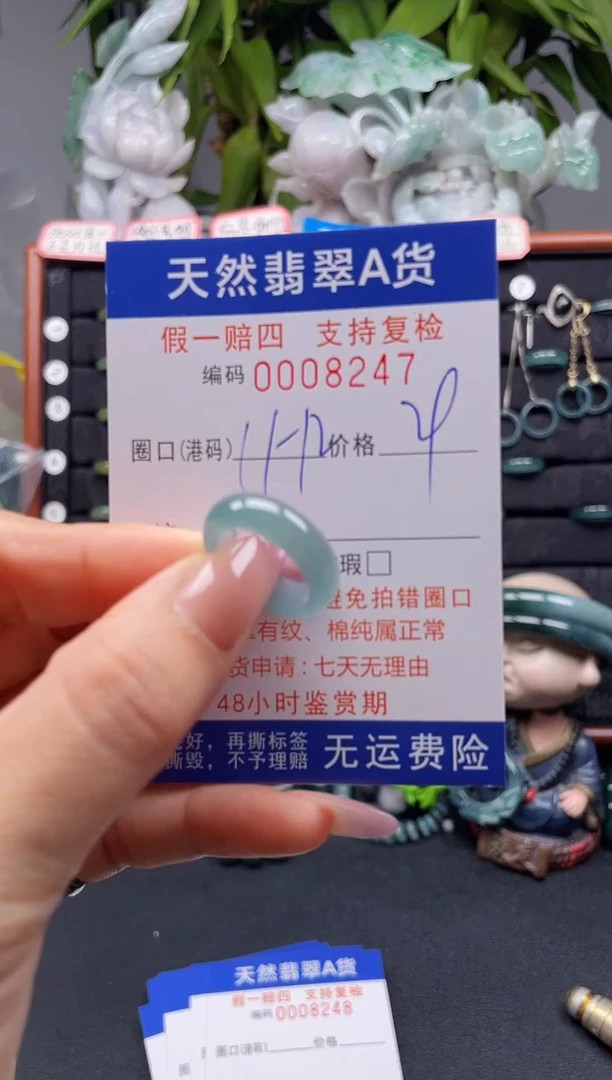 天然翡翠A货
假一赔四 支持复检
编码 0008247
圈口(港码) 11-12 价格
瑕□
免拍错圈口
有纹、棉纯属正常
货申请:七天无理由
48小时鉴赏期
好,再撕标签
撕毁,不予理赔
无运费险
天然翡翠A货
假一赔四 支持复检
编码 0008248
圈口(港码) 价格
圈